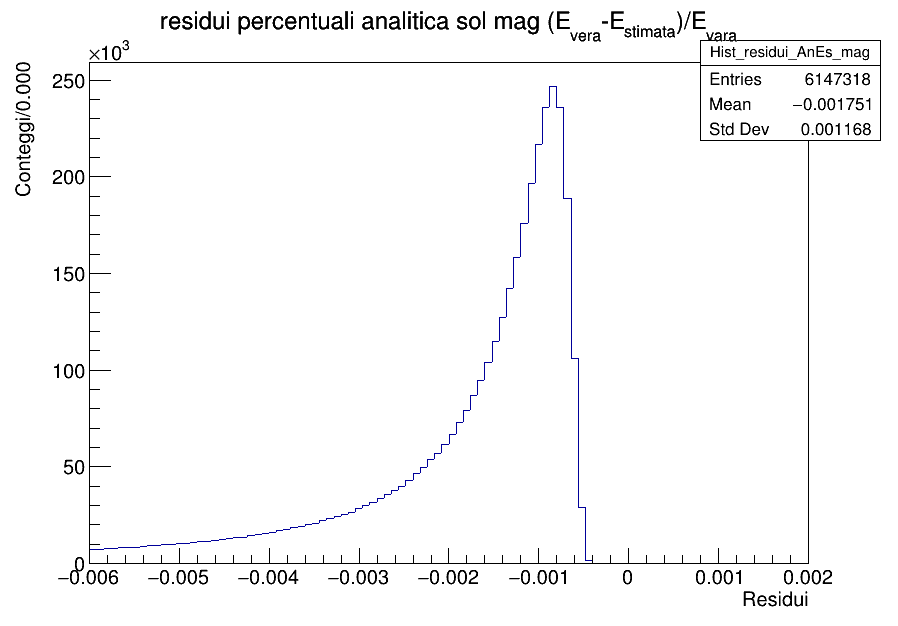 residui percentuali analitica sol mag (E_vera-E_stimata)/E_vara
×10³
Hist_residui_AnEs_mag
Entries 6147318
Mean −0.001751
Std Dev 0.001168
Conteggi/0.000
250
200
150
100
50
0
−0.006 −0.005 −0.004 −0.003 −0.002 −0.001 0 0.001 0.002
Residui